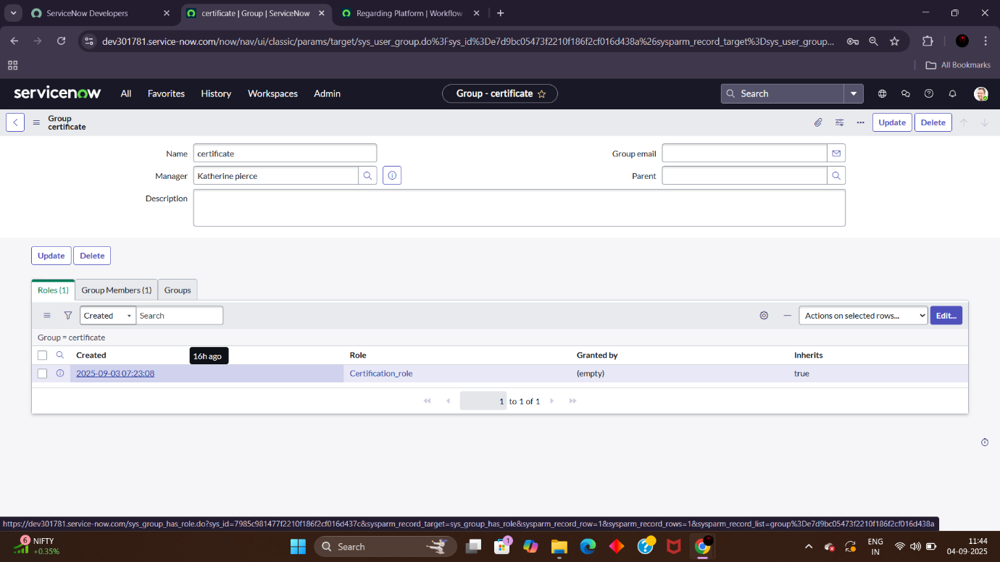 ServiceNow Developers
certificate | Group | ServiceNow
Regarding Platform | Workflow
dev301781.service-now.com/now/nav/ui/classic/params/target/sys_user_group.do%3Fsys_id%3De7d9bc05473f2210f186f2cf016d438a%26sysparm_record_target%3Dsys_user_group...
All Bookmarks
servicenow All Favorites History Workspaces Admin Group - certificate Search
Group
certificate
Update Delete
Name certificate Group email
Manager Katherine pierce Parent
Description
Update Delete
Roles (1) Group Members (1) Groups
Created Search Actions on selected rows... Edit...
Group = certificate
Created 16h ago Role Granted by Inherits
2025-09-03 07:23:08 Certification_role (empty) true
1 to 1 of 1
https://dev301781.service-now.com/sys_group_has_role.do?sys_id=7985c981477f2210f186f2cf016d437c&sysparm_record_target=sys_group_has_role&sysparm_record_row=1&sysparm_record_rows=1&sysparm_record_list=group%3De7d9bc05473f2210f186f2cf016d438a
6 NIFTY
+0.35%
Search
1
ENG
IN
11:44
04-09-2025